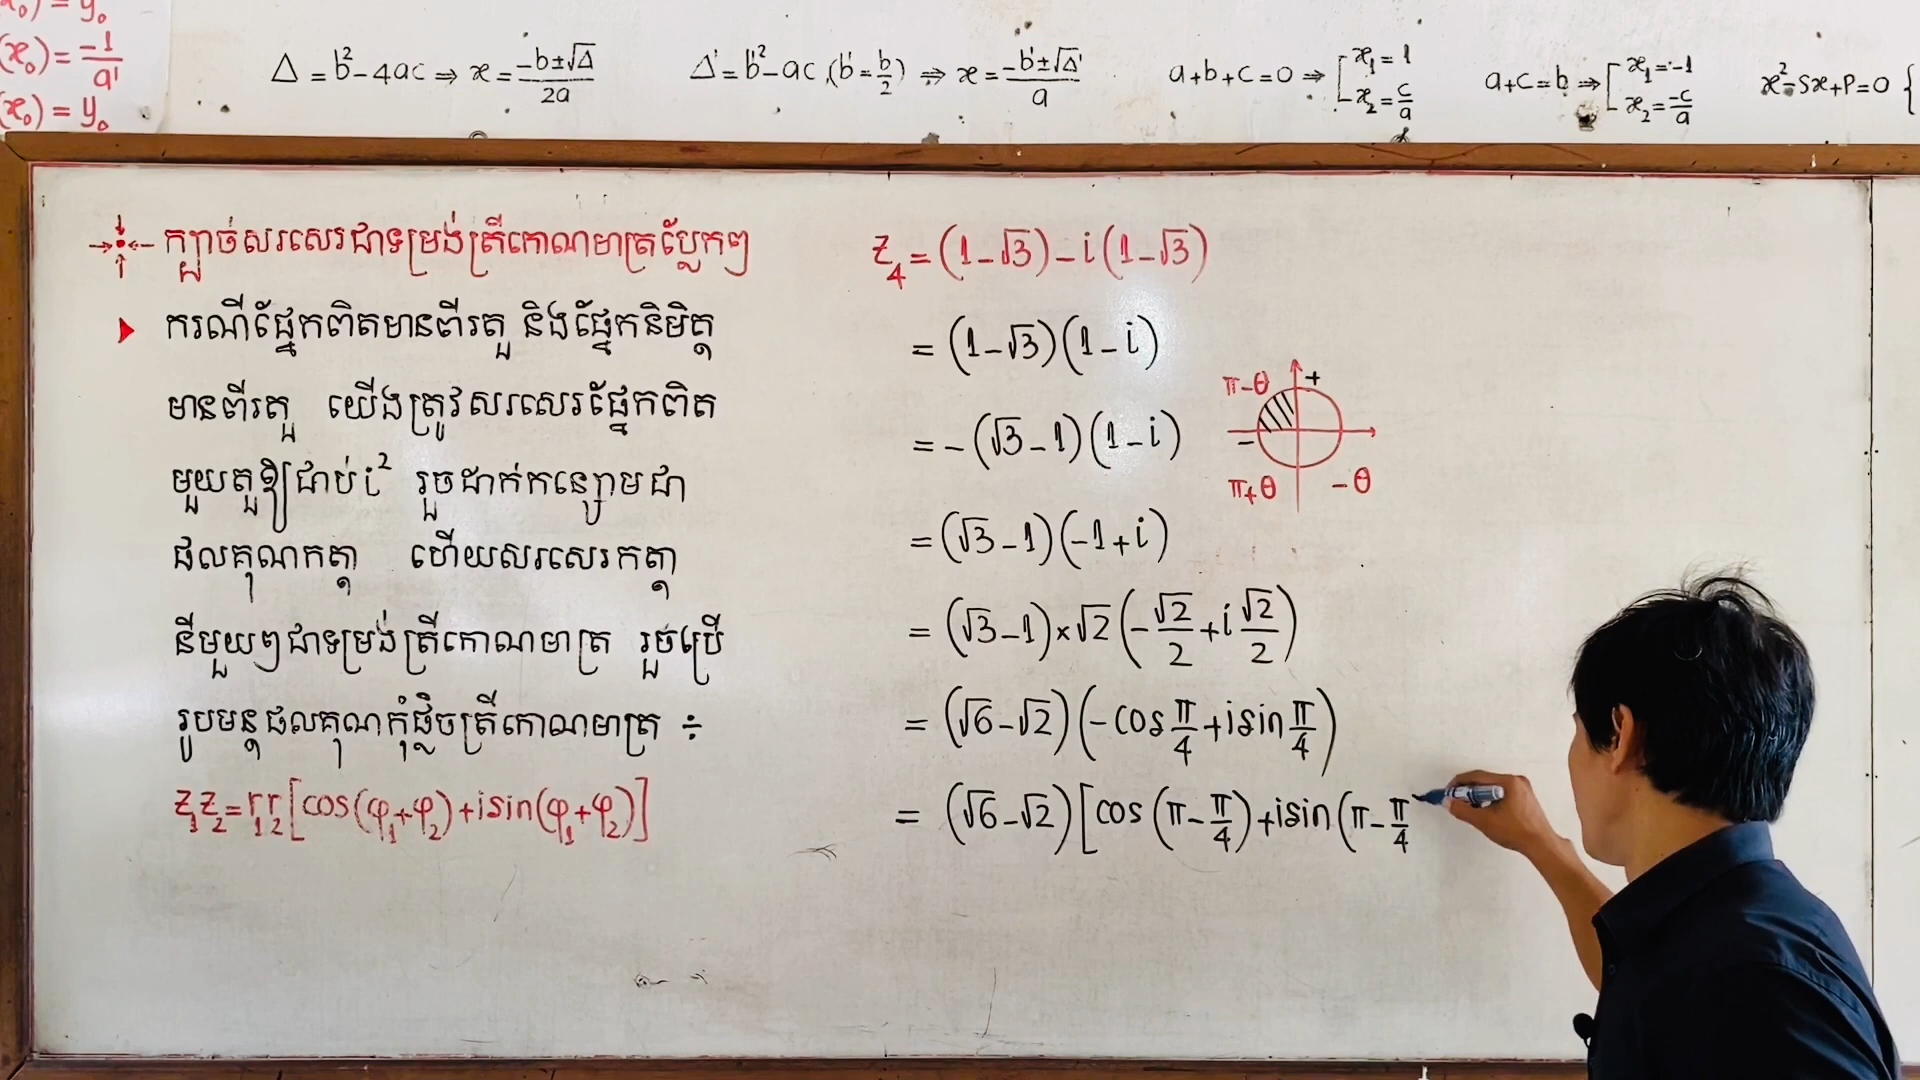 x₀) = y₀
(x₀) = -1/a'
(x₀) = y₀
Δ = b² - 4ac ⇒ x = (-b ± √Δ)/2a
Δ' = b'² - ac, (b' = b/2) ⇒ x = (-b' ± √Δ')/a
a + b + c = 0 ⇒ [ x₁ = 1
x₂ = c/a
a + c = b ⇒ [ x₁ = -1
x₂ = -c/a
x² - Sx + P = 0 {
ក្បាច់សរសេរជាទម្រង់ត្រីកោណមាត្រប្លែកៗ
ករណីផ្នែកពិតមានពីរតួ និងផ្នែកនិមិត្ត
មានពីរតួ យើងត្រូវសរសេរផ្នែកពិត
មួយតួឱ្យជាប់ i² រួចដាក់កន្សោមជា
ផលគុណកត្តា ហើយសរសេរកត្តា
នីមួយៗជាទម្រង់ត្រីកោណមាត្រ រួចប្រើ
រូបមន្តផលគុណកុំផ្លិចត្រីកោណមាត្រ ÷
z₁z₂ = r₁r₂[cos(φ₁+φ₂)+isin(φ₁+φ₂)]
z₄ = (1-√3) - i(1-√3)
= (1-√3)(1-i)
= -(√3-1)(1-i)
= (√3-1)(-1+i)
= (√3-1)×√2(-√2/2 + i √2/2)
= (√6-√2)(-cos π/4 + isin π/4)
= (√6-√2)[cos(π - π/4) + isin(π - π/4
π-θ
+
-
π+θ
-θ